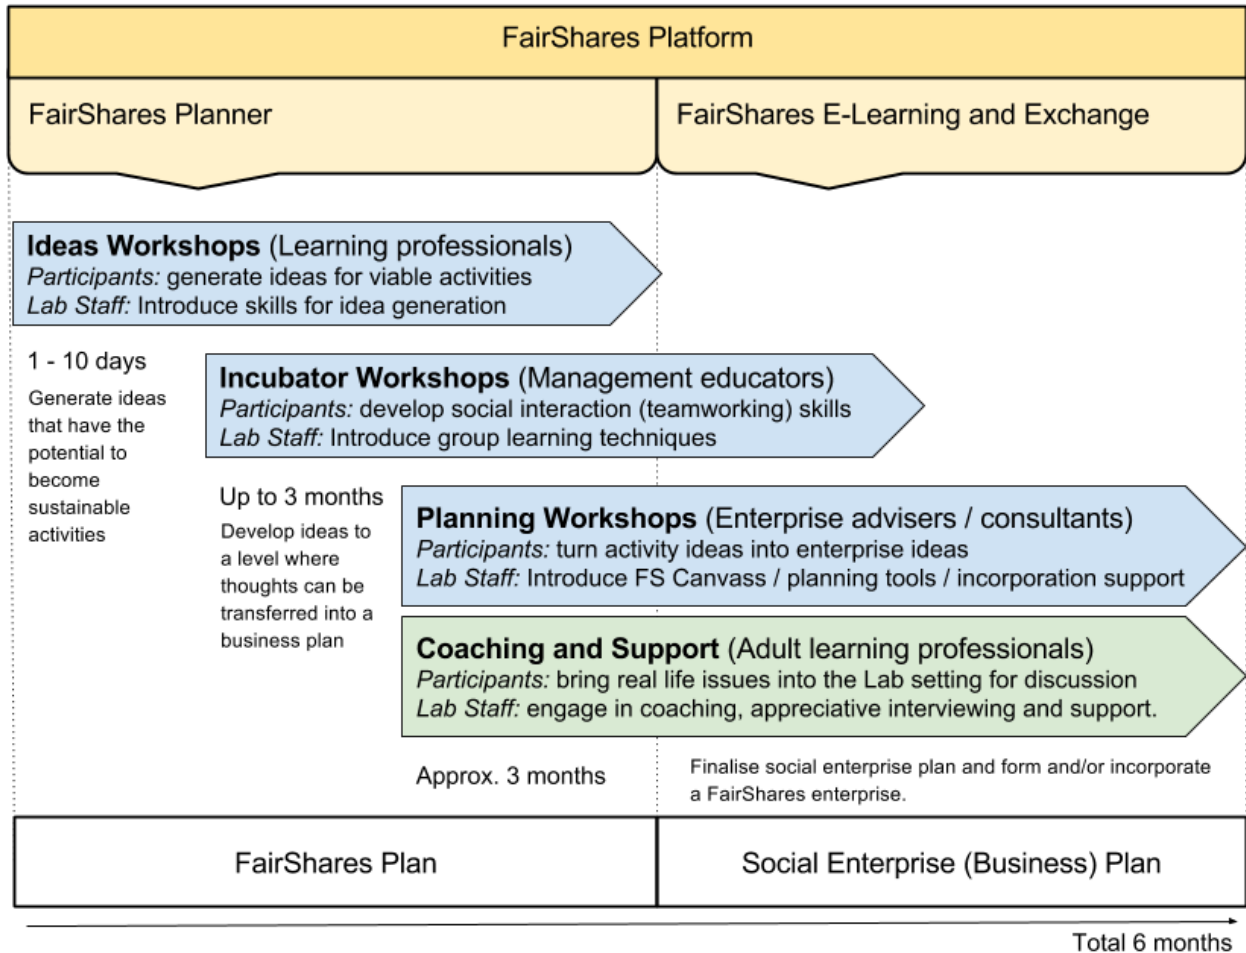 FairShares Platform
FairShares Planner
FairShares E-Learning and Exchange
Ideas Workshops (Learning professionals)
Participants: generate ideas for viable activities
Lab Staff: Introduce skills for idea generation
1 - 10 days
Generate ideas
that have the
potential to
become
sustainable
activities
Incubator Workshops (Management educators)
Participants: develop social interaction (teamworking) skills
Lab Staff: Introduce group learning techniques
Up to 3 months
Develop ideas to
a level where
thoughts can be
transferred into a
business plan
Planning Workshops (Enterprise advisers / consultants)
Participants: turn activity ideas into enterprise ideas
Lab Staff: Introduce FS Canvass / planning tools / incorporation support
Coaching and Support (Adult learning professionals)
Participants: bring real life issues into the Lab setting for discussion
Lab Staff: engage in coaching, appreciative interviewing and support.
Approx. 3 months
Finalise social enterprise plan and form and/or incorporate
a FairShares enterprise.
FairShares Plan
Social Enterprise (Business) Plan
Total 6 months